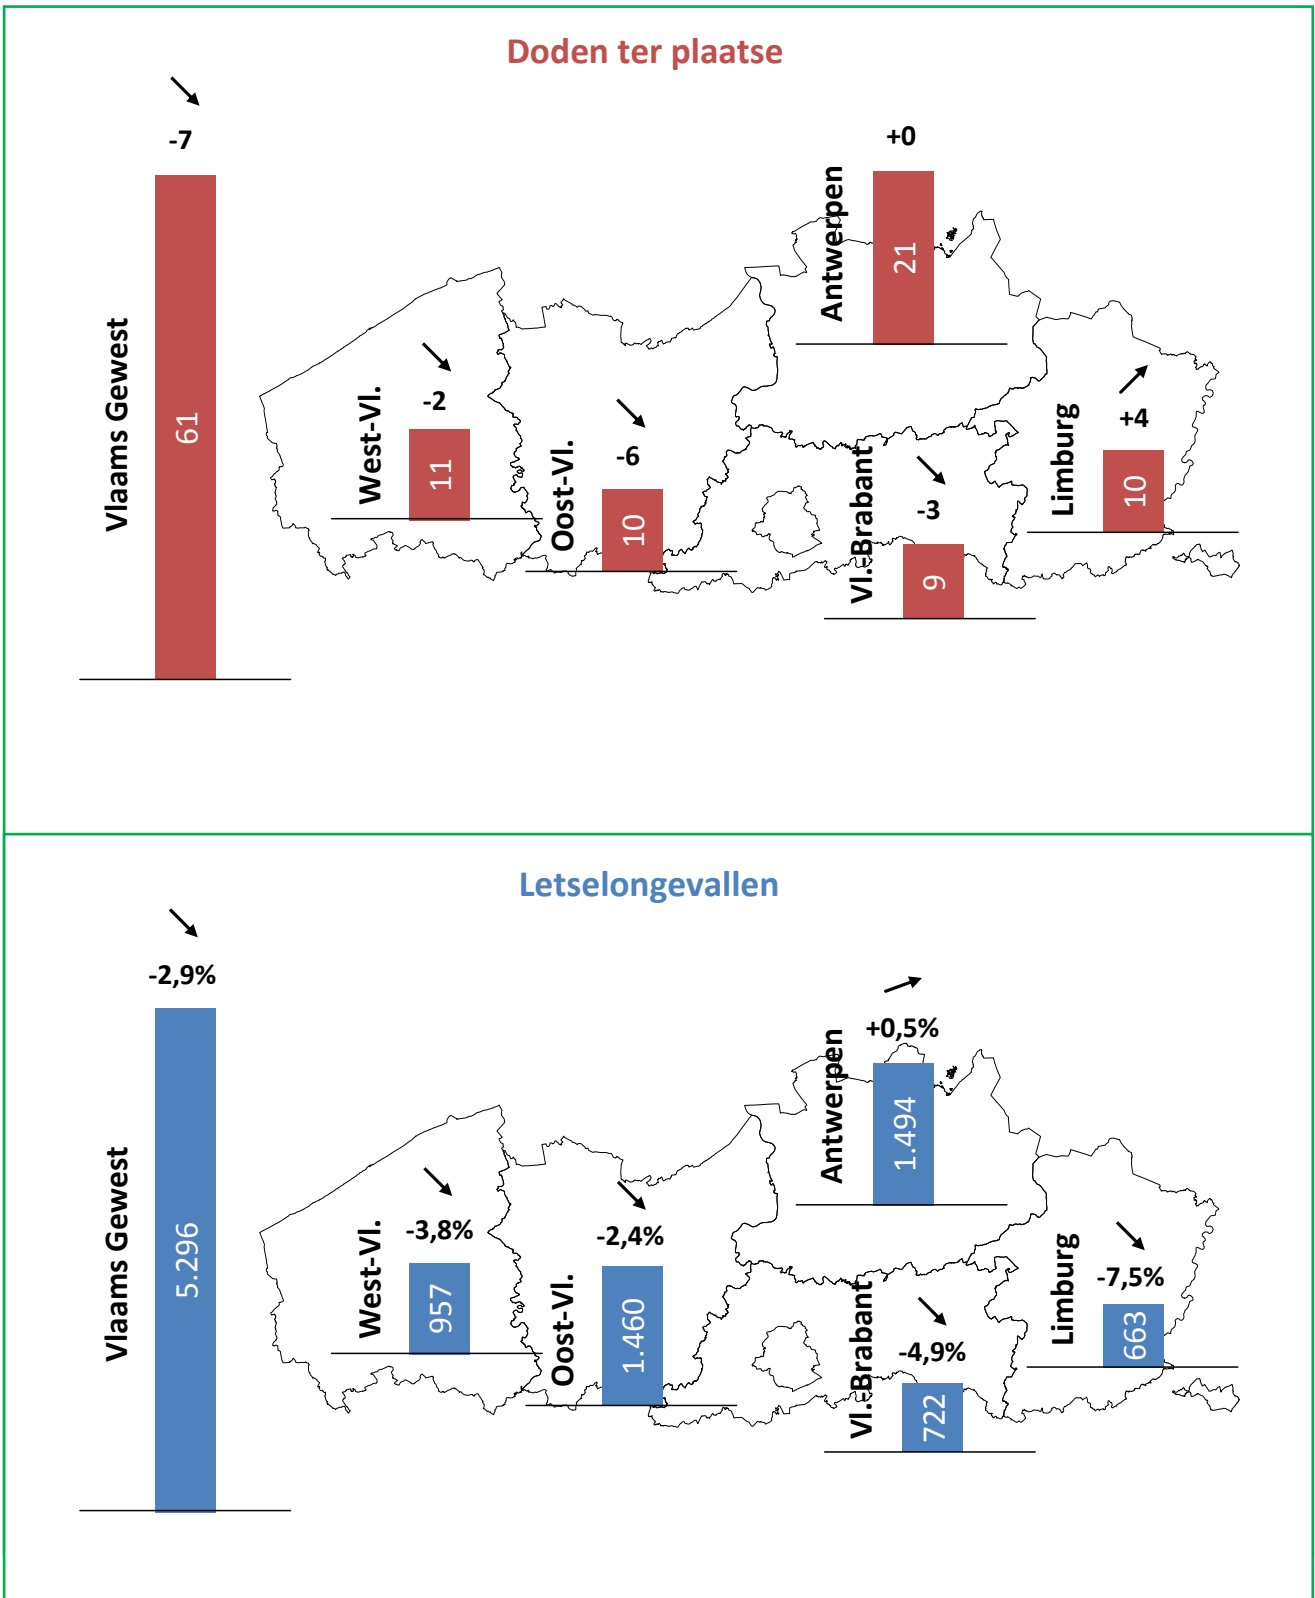 Doden ter plaatse
-7
Vlaams Gewest
61
West-Vl.
-2
11
Oost-Vl.
-6
10
Antwerpen
+0
21
Vl.-Brabant
-3
9
Limburg
+4
10
Letselongevallen
-2,9%
Vlaams Gewest
5.296
West-Vl.
-3,8%
957
Oost-Vl.
-2,4%
1.460
Antwerpen
+0,5%
1.494
Vl.-Brabant
-4,9%
722
Limburg
-7,5%
663